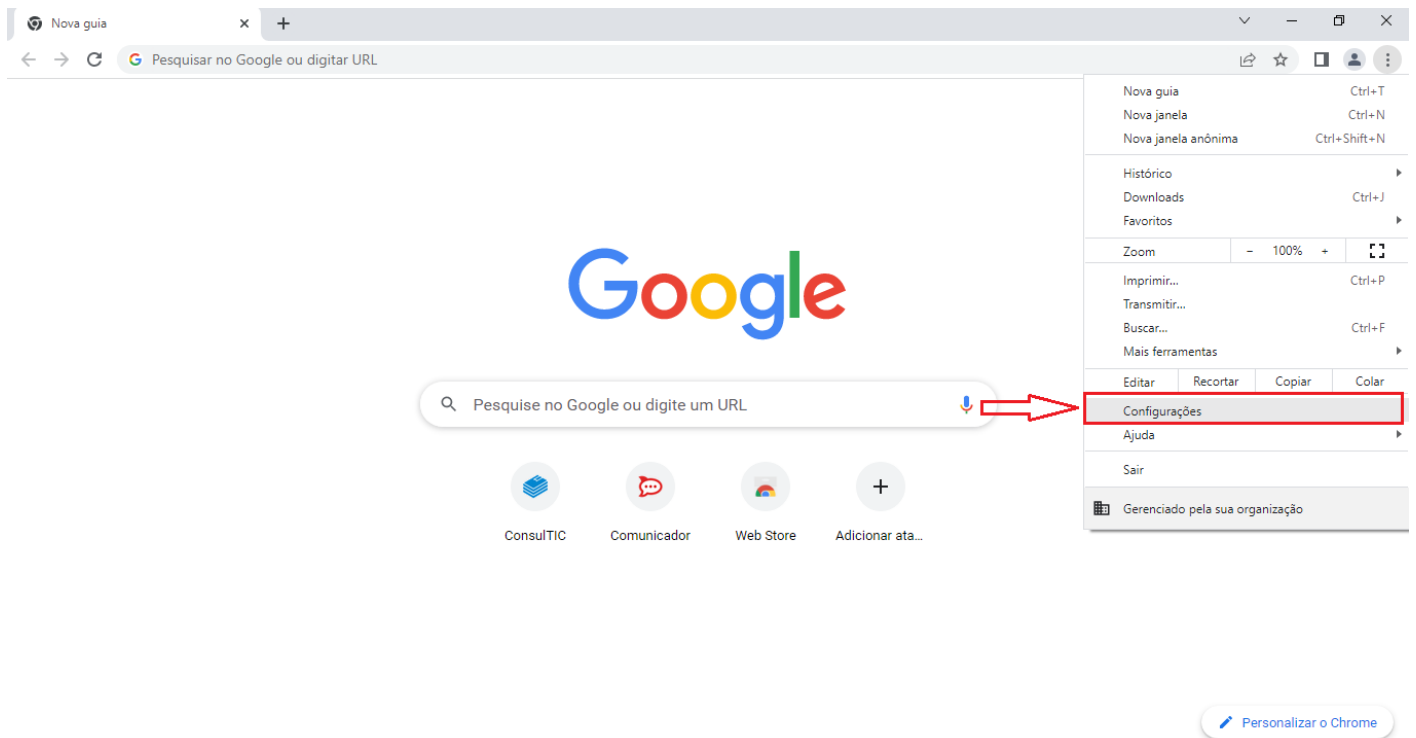 Nova guia
Pesquisar no Google ou digitar URL
Nova guia Ctrl+T
Nova janela Ctrl+N
Nova janela anônima Ctrl+Shift+N
Histórico
Downloads Ctrl+J
Favoritos
Zoom - 100% +
Imprimir... Ctrl+P
Transmitir...
Buscar... Ctrl+F
Mais ferramentas
Editar Recortar Copiar Colar
Configurações
Ajuda
Sair
Gerenciado pela sua organização
Google
Pesquise no Google ou digite um URL
ConsulTIC Comunicador Web Store Adicionar ata...
Personalizar o Chrome